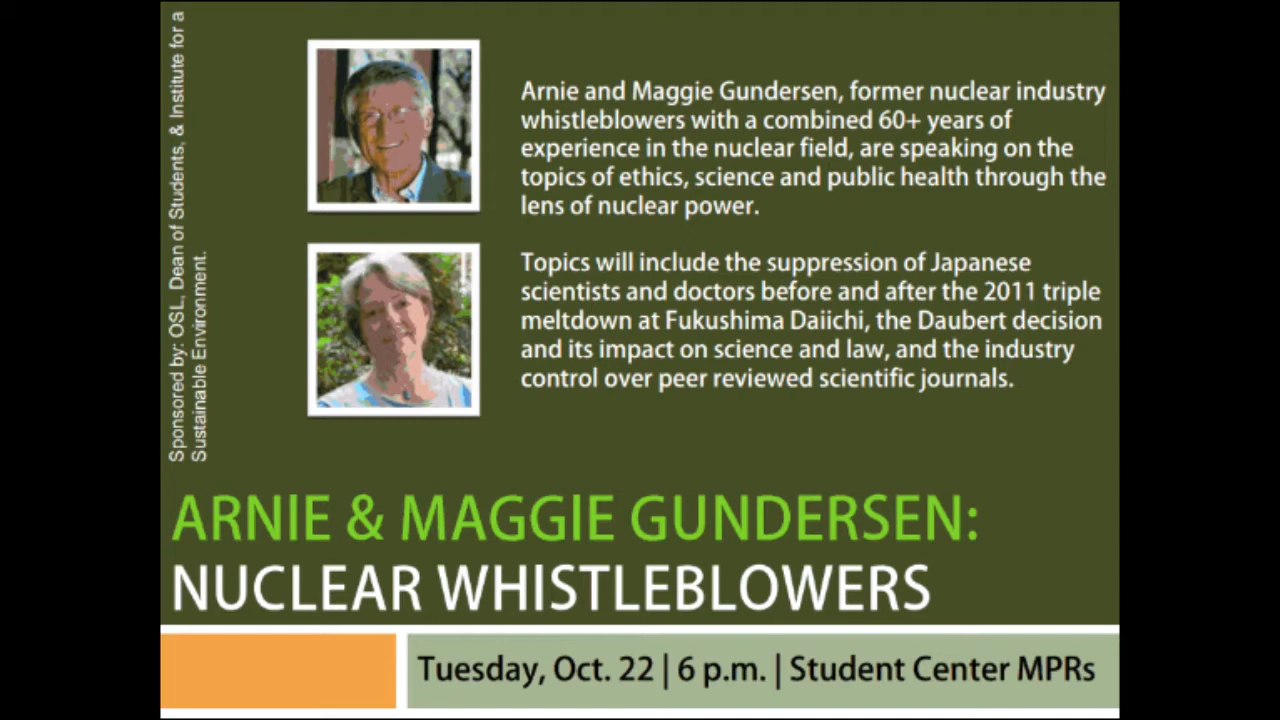 Sponsored by: OSL, Dean of Students, & Institute for a
Sustainable Environment.
Arnie and Maggie Gundersen, former nuclear industry
whistleblowers with a combined 60+ years of
experience in the nuclear field, are speaking on the
topics of ethics, science and public health through the
lens of nuclear power.
Topics will include the suppression of Japanese
scientists and doctors before and after the 2011 triple
meltdown at Fukushima Daiichi, the Daubert decision
and its impact on science and law, and the industry
control over peer reviewed scientific journals.
ARNIE & MAGGIE GUNDERSEN:
NUCLEAR WHISTLEBLOWERS
Tuesday, Oct. 22 | 6 p.m. | Student Center MPRs